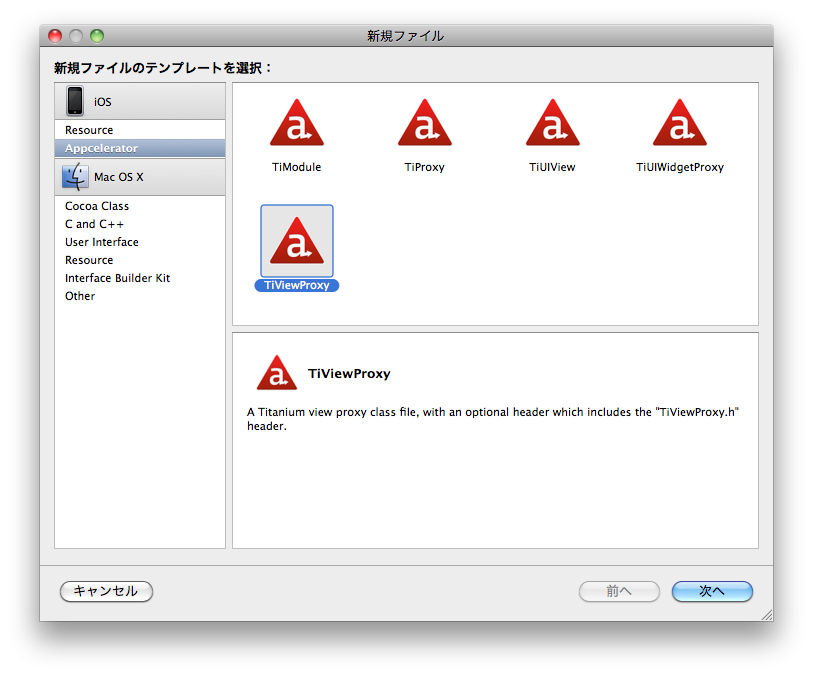 新規ファイル
新規ファイルのテンプレートを選択：
iOS
Resource
Appcelerator
Mac OS X
Cocoa Class
C and C++
User Interface
Resource
Interface Builder Kit
Other
TiModule
TiProxy
TiUIView
TiUIWidgetProxy
TiViewProxy
TiViewProxy
A Titanium view proxy class file, with an optional header which includes the "TiViewProxy.h"
header.
キャンセル
前へ
次へ